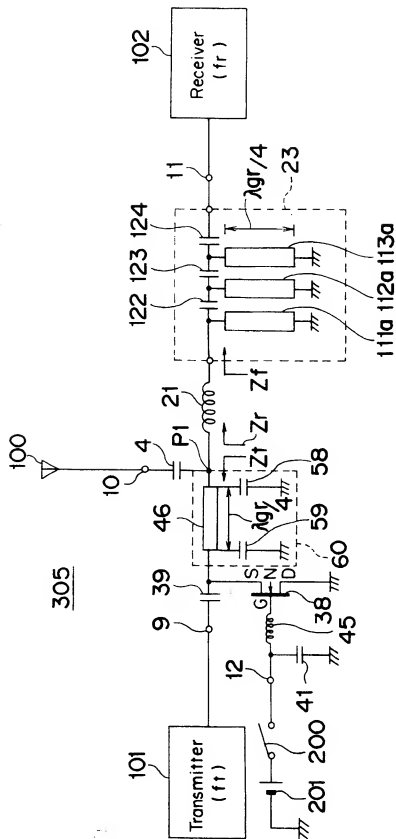 305
100
10
4
P1
Transmitter
(ft)
101
9
39
46
λgr/4
59
58
60
Zt
Zr
Zf
21
122
123
124
λgr/4
23
111a
112a
113a
11
Receiver
(fr)
102
S
G
N
D
38
45
12
41
200
201